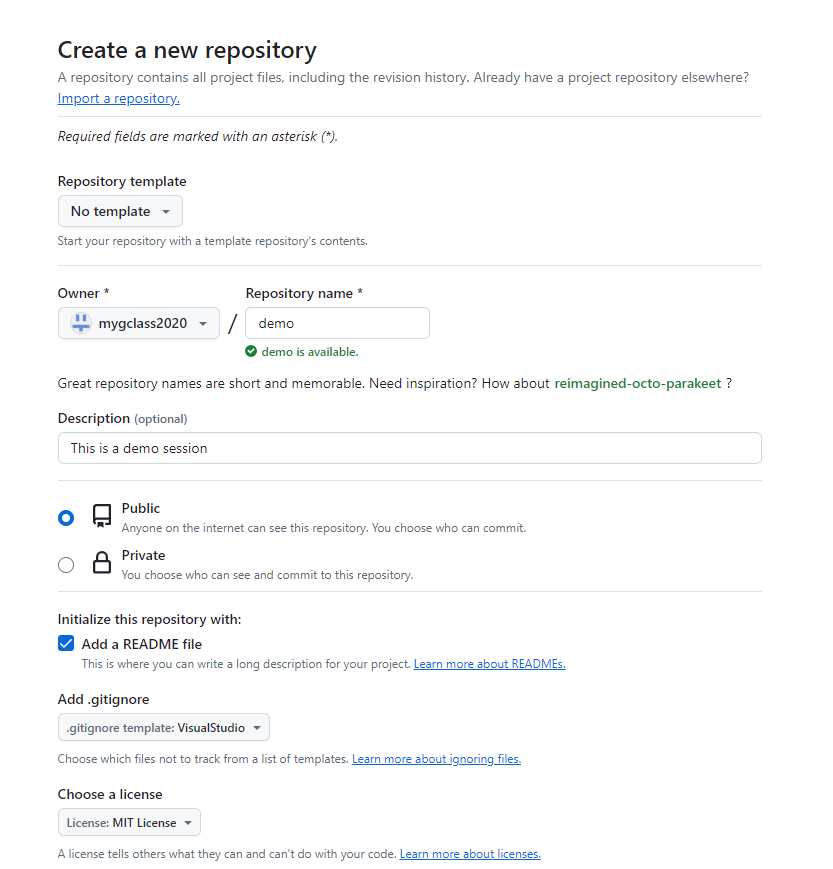 Create a new repository
A repository contains all project files, including the revision history. Already have a project repository elsewhere?
Import a repository.
Required fields are marked with an asterisk (*).
Repository template
No template
Start your repository with a template repository's contents.
Owner * Repository name *
mygclass2020 / demo
demo is available.
Great repository names are short and memorable. Need inspiration? How about reimagined-octo-parakeet ?
Description (optional)
This is a demo session
Public
Anyone on the internet can see this repository. You choose who can commit.
Private
You choose who can see and commit to this repository.
Initialize this repository with:
Add a README file
This is where you can write a long description for your project. Learn more about READMEs.
Add .gitignore
.gitignore template: VisualStudio
Choose which files not to track from a list of templates. Learn more about ignoring files.
Choose a license
License: MIT License
A license tells others what they can and can't do with your code. Learn more about licenses.